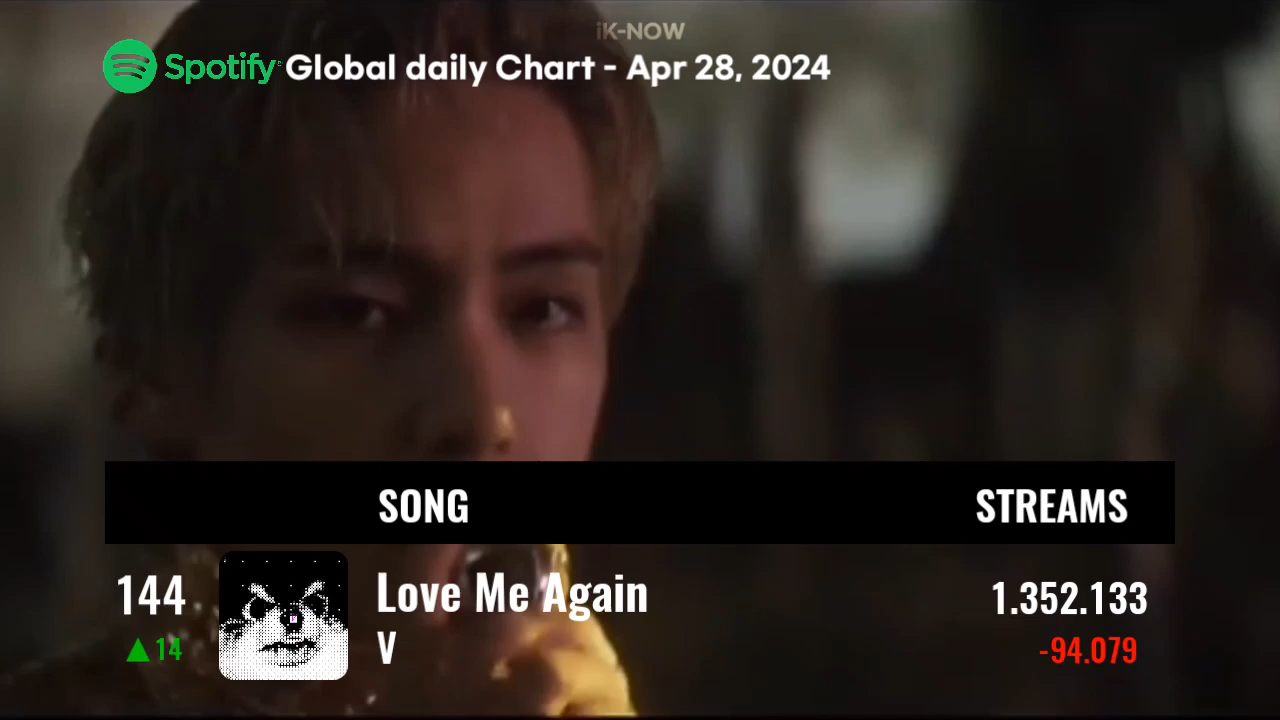 iK-NOW
Spotify Global daily Chart - Apr 28, 2024
SONG STREAMS
144 Love Me Again 1.352.133
▲ 14 V -94.079